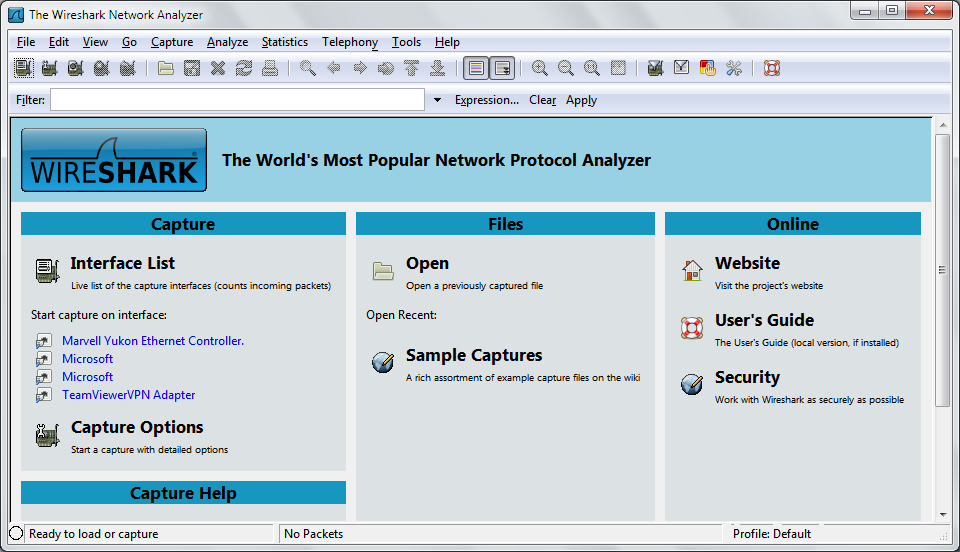 The Wireshark Network Analyzer
File Edit View Go Capture Analyze Statistics Telephony Tools Help
Filter: Expression... Clear Apply
WIRESHARK® The World's Most Popular Network Protocol Analyzer
Capture
Interface List
Live list of the capture interfaces (counts incoming packets)
Start capture on interface:
Marvell Yukon Ethernet Controller.
Microsoft
Microsoft
TeamViewerVPN Adapter
Capture Options
Start a capture with detailed options
Capture Help
Files
Open
Open a previously captured file
Open Recent:
Sample Captures
A rich assortment of example capture files on the wiki
Online
Website
Visit the project's website
User's Guide
The User's Guide (local version, if installed)
Security
Work with Wireshark as securely as possible
Ready to load or capture No Packets Profile: Default